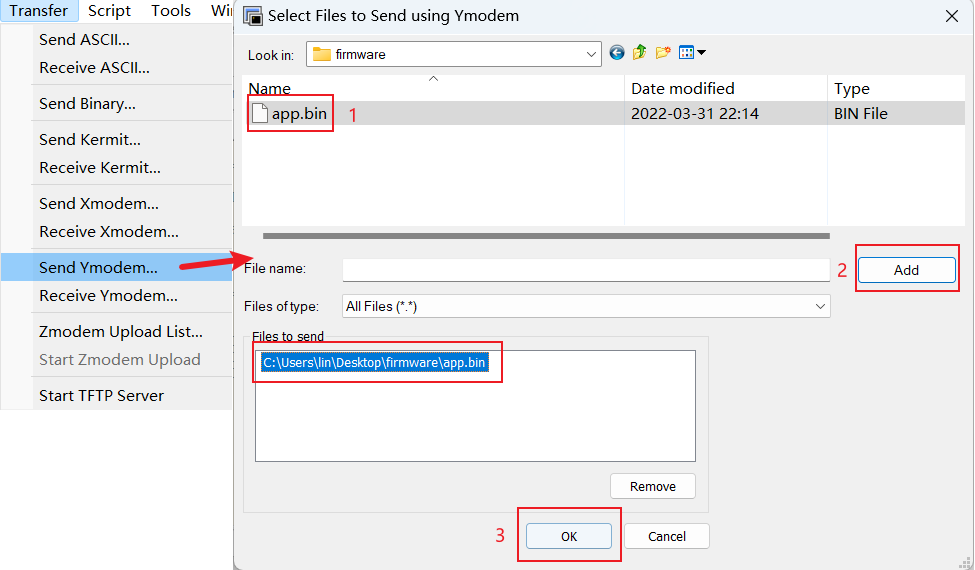 Transfer Script Tools Wi
Send ASCII...
Receive ASCII...
Send Binary...
Send Kermit...
Receive Kermit...
Send Xmodem...
Receive Xmodem...
Send Ymodem...
Receive Ymodem...
Zmodem Upload List...
Start Zmodem Upload
Start TFTP Server
Select Files to Send using Ymodem
Look in: firmware
Name Date modified Type
app.bin 1 2022-03-31 22:14 BIN File
File name: 2 Add
Files of type: All Files (*.*)
Files to send
C:\Users\lin\Desktop\firmware\app.bin
Remove
3 OK Cancel